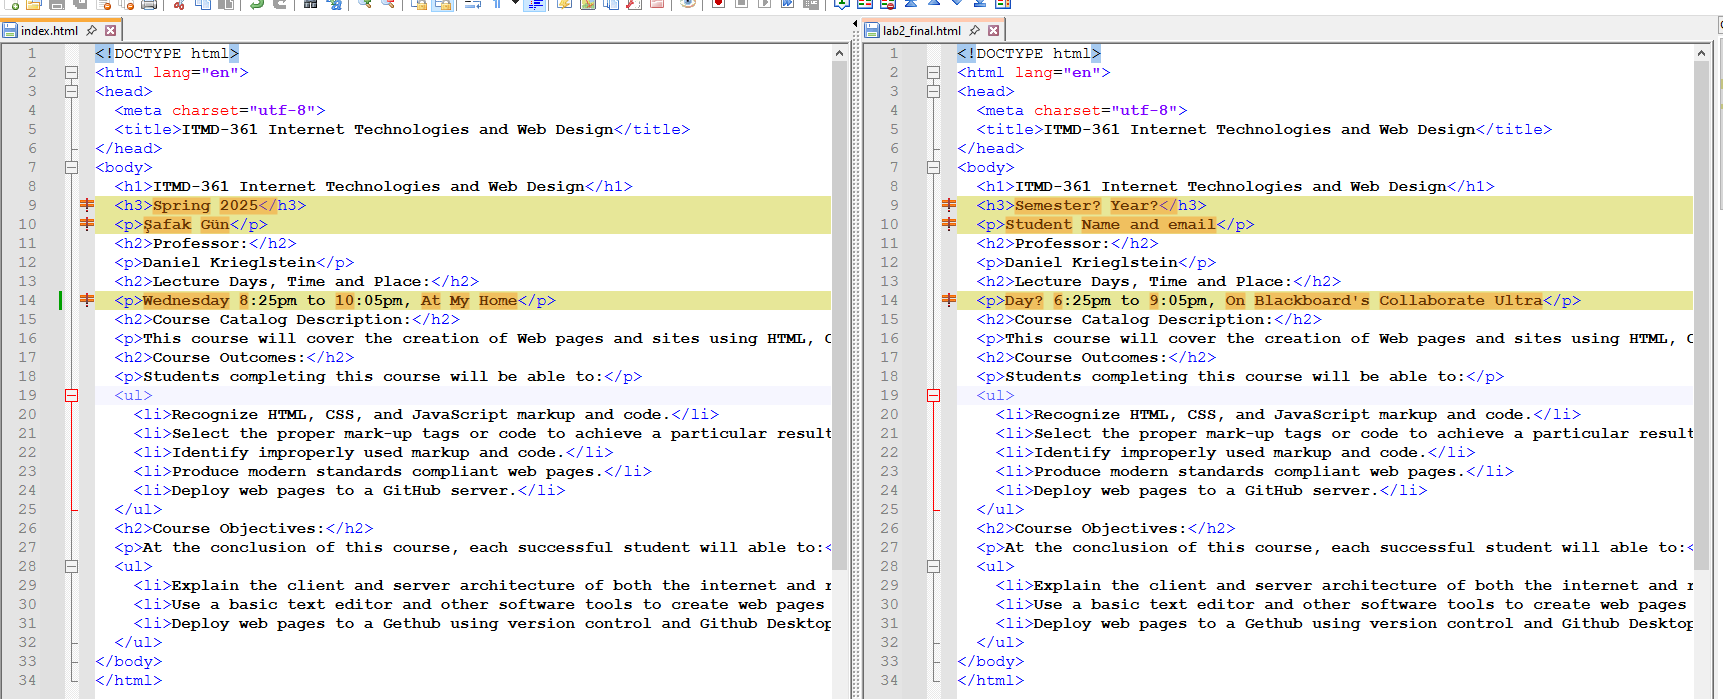 index.html
1 <!DOCTYPE html>
2 <html lang="en">
3 <head>
4 <meta charset="utf-8">
5 <title>ITMD-361 Internet Technologies and Web Design</title>
6 </head>
7 <body>
8 <h1>ITMD-361 Internet Technologies and Web Design</h1>
9 <h3>Spring 2025</h3>
10 <p>Şafak Gün</p>
11 <h2>Professor:</h2>
12 <p>Daniel Krieglstein</p>
13 <h2>Lecture Days, Time and Place:</h2>
14 <p>Wednesday 8:25pm to 10:05pm, At My Home</p>
15 <h2>Course Catalog Description:</h2>
16 <p>This course will cover the creation of Web pages and sites using HTML,
17 <h2>Course Outcomes:</h2>
18 <p>Students completing this course will be able to:</p>
19 <ul>
20 <li>Recognize HTML, CSS, and JavaScript markup and code.</li>
21 <li>Select the proper mark-up tags or code to achieve a particular result
22 <li>Identify improperly used markup and code.</li>
23 <li>Produce modern standards compliant web pages.</li>
24 <li>Deploy web pages to a GitHub server.</li>
25 </ul>
26 <h2>Course Objectives:</h2>
27 <p>At the conclusion of this course, each successful student will able to:<
28 <ul>
29 <li>Explain the client and server architecture of both the internet and
30 <li>Use a basic text editor and other software tools to create web pages
31 <li>Deploy web pages to a Gethub using version control and Github Desktop
32 </ul>
33 </body>
34 </html>
lab2_final.html
1 <!DOCTYPE html>
2 <html lang="en">
3 <head>
4 <meta charset="utf-8">
5 <title>ITMD-361 Internet Technologies and Web Design</title>
6 </head>
7 <body>
8 <h1>ITMD-361 Internet Technologies and Web Design</h1>
9 <h3>Semester? Year?</h3>
10 <p>Student Name and email</p>
11 <h2>Professor:</h2>
12 <p>Daniel Krieglstein</p>
13 <h2>Lecture Days, Time and Place:</h2>
14 <p>Day? 6:25pm to 9:05pm, On Blackboard's Collaborate Ultra</p>
15 <h2>Course Catalog Description:</h2>
16 <p>This course will cover the creation of Web pages and sites using HTML,
17 <h2>Course Outcomes:</h2>
18 <p>Students completing this course will be able to:</p>
19 <ul>
20 <li>Recognize HTML, CSS, and JavaScript markup and code.</li>
21 <li>Select the proper mark-up tags or code to achieve a particular result
22 <li>Identify improperly used markup and code.</li>
23 <li>Produce modern standards compliant web pages.</li>
24 <li>Deploy web pages to a GitHub server.</li>
25 </ul>
26 <h2>Course Objectives:</h2>
27 <p>At the conclusion of this course, each successful student will able to:<
28 <ul>
29 <li>Explain the client and server architecture of both the internet and
30 <li>Use a basic text editor and other software tools to create web pages
31 <li>Deploy web pages to a Gethub using version control and Github Desktop
32 </ul>
33 </body>
34 </html>